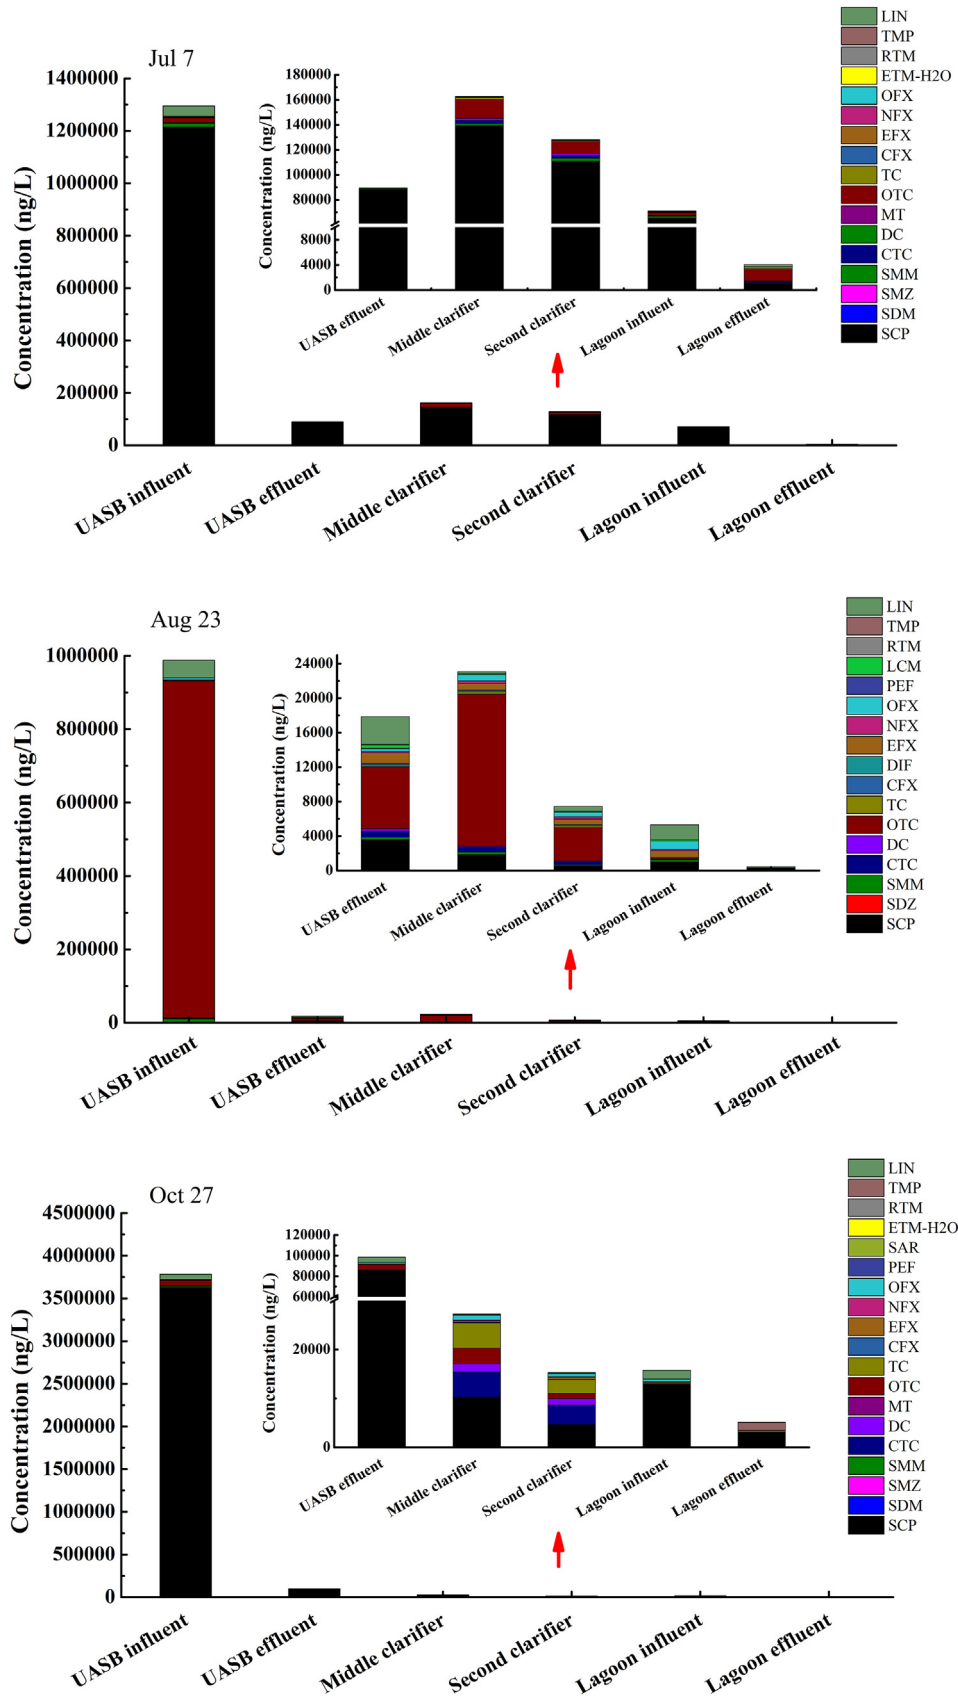 Jul 7
Concentration (ng/L)
1400000
1200000
1000000
800000
600000
400000
200000
0
UASB influent
UASB effluent
Middle clarifier
Second clarifier
Lagoon influent
Lagoon effluent
Concentration (ng/L)
180000
160000
140000
120000
100000
80000
8000
4000
0
UASB effluent
Middle clarifier
Second clarifier
Lagoon influent
Lagoon effluent
LIN
TMP
RTM
ETM-H2O
OFX
NFX
EFX
CFX
TC
OTC
MT
DC
CTC
SMM
SMZ
SDM
SCP
Aug 23
Concentration (ng/L)
1000000
800000
600000
400000
200000
0
UASB influent
UASB effluent
Middle clarifier
Second clarifier
Lagoon influent
Lagoon effluent
Concentration (ng/L)
24000
20000
16000
12000
8000
4000
0
UASB effluent
Middle clarifier
Second clarifier
Lagoon influent
Lagoon effluent
LIN
TMP
RTM
LCM
PEF
OFX
NFX
EFX
DIF
CFX
TC
OTC
DC
CTC
SMM
SDZ
SCP
Oct 27
Concentration (ng/L)
4500000
4000000
3500000
3000000
2500000
2000000
1500000
1000000
500000
0
UASB influent
UASB effluent
Middle clarifier
Second clarifier
Lagoon influent
Lagoon effluent
Concentration (ng/L)
120000
100000
80000
60000
20000
0
UASB effluent
Middle clarifier
Second clarifier
Lagoon influent
Lagoon effluent
LIN
TMP
RTM
ETM-H2O
SAR
PEF
OFX
NFX
EFX
CFX
TC
OTC
MT
DC
CTC
SMM
SMZ
SDM
SCP